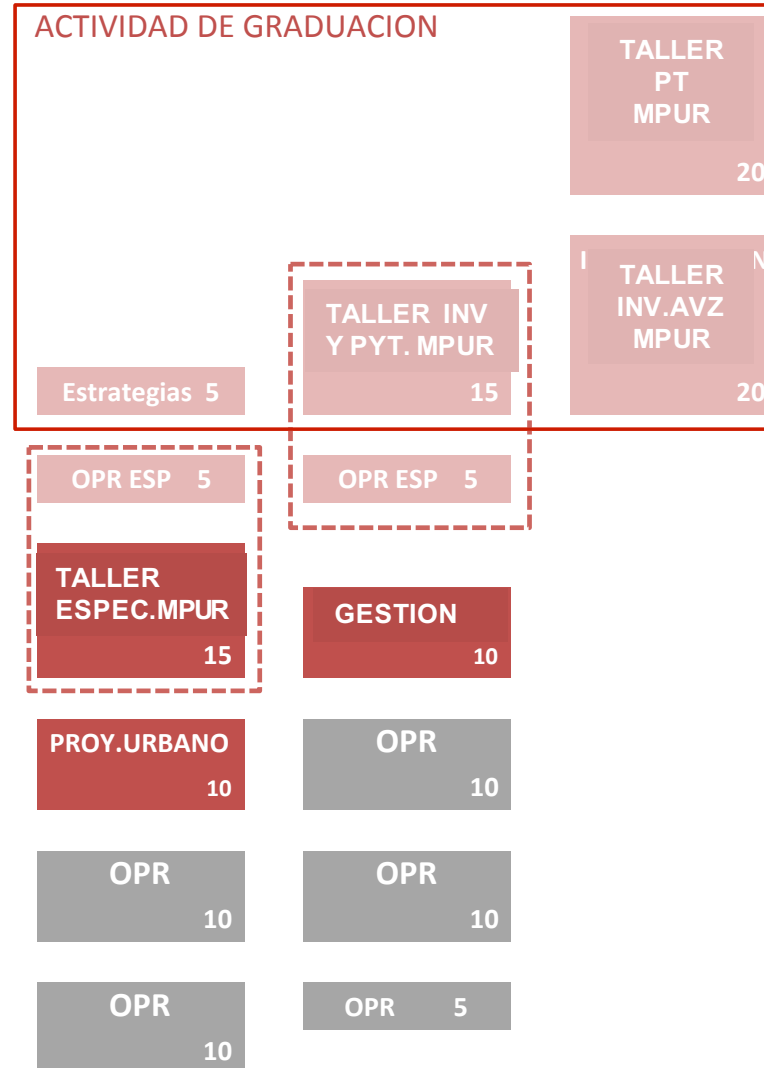 ACTIVIDAD DE GRADUACION
TALLER
PT
MPUR
20
TALLER
INV.AVZ
MPUR
20
TALLER INV
Y PYT. MPUR
15
Estrategias 5
OPR ESP 5
OPR ESP 5
TALLER
ESPEC.MPUR
15
GESTION
10
PROY.URBANO
10
OPR
10
OPR
10
OPR
10
OPR
10
OPR 5